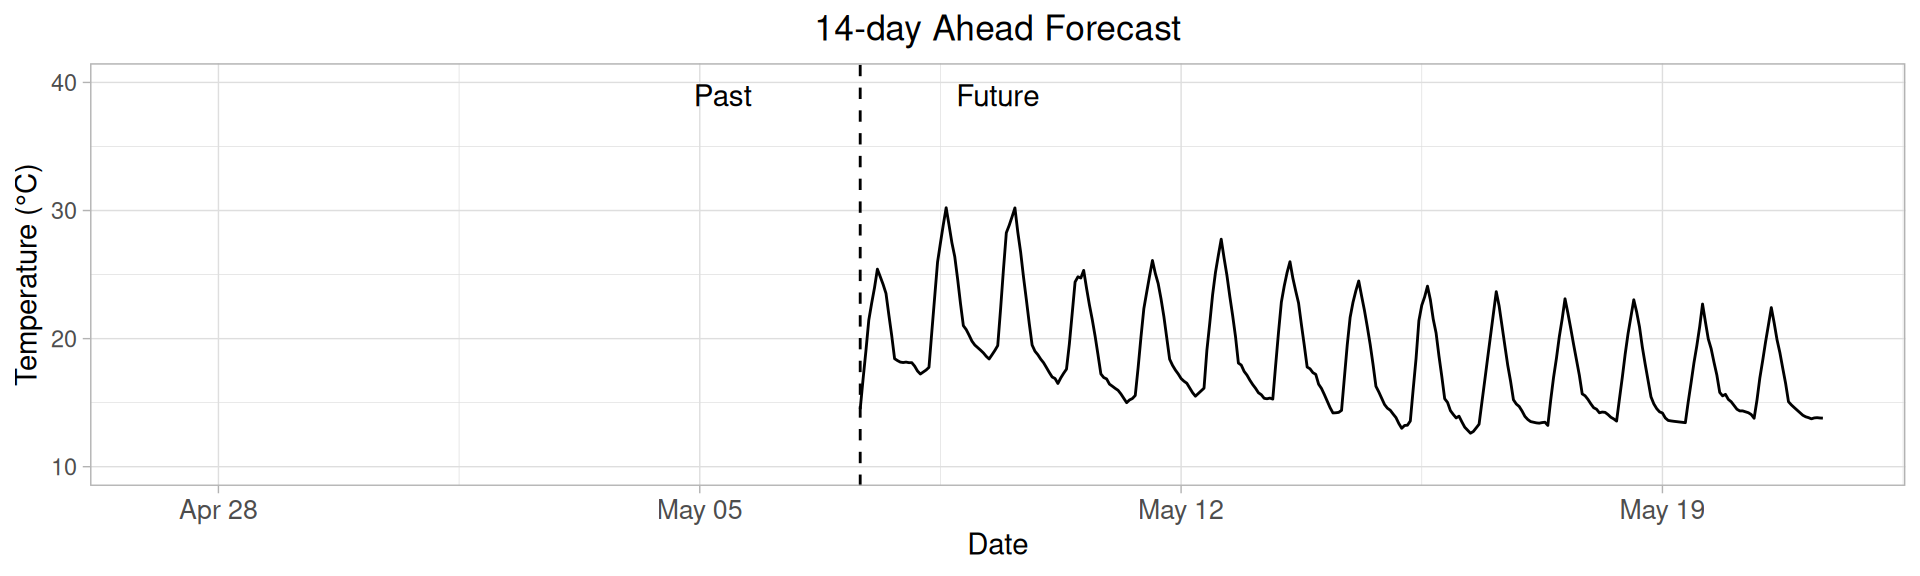 14-day Ahead Forecast
40
30
20
10
Temperature (°C)
Past
Future
Apr 28
May 05
May 12
May 19
Date